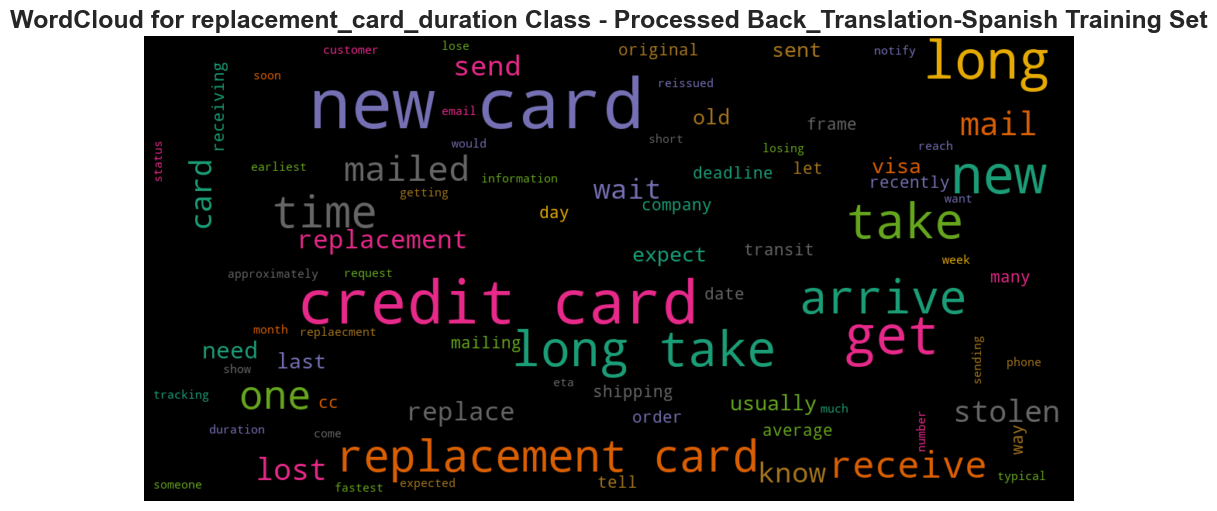 WordCloud for replacement_card_duration Class - Processed Back_Translation-Spanish Training Set
customer
lose
original
sent
notify
long
soon
send
reissued
receiving
new card
email
old
frame
mail
status
would
short
losing
reach
card
earliest
mailed
information
getting
wait
deadline
let
visa
recently
new
want
time
day
company
take
replacement
expect
transit
week
approximately
request
many
credit card
date
arrive
month
replaecment
get
need
last
mailing
long take
sending
phone
show
eta
tracking
one
cc
replace
shipping
order
usually
much
stolen
duration
come
average
number
way
lost
replacement card
know
receive
typical
someone
fastest
expected
tell